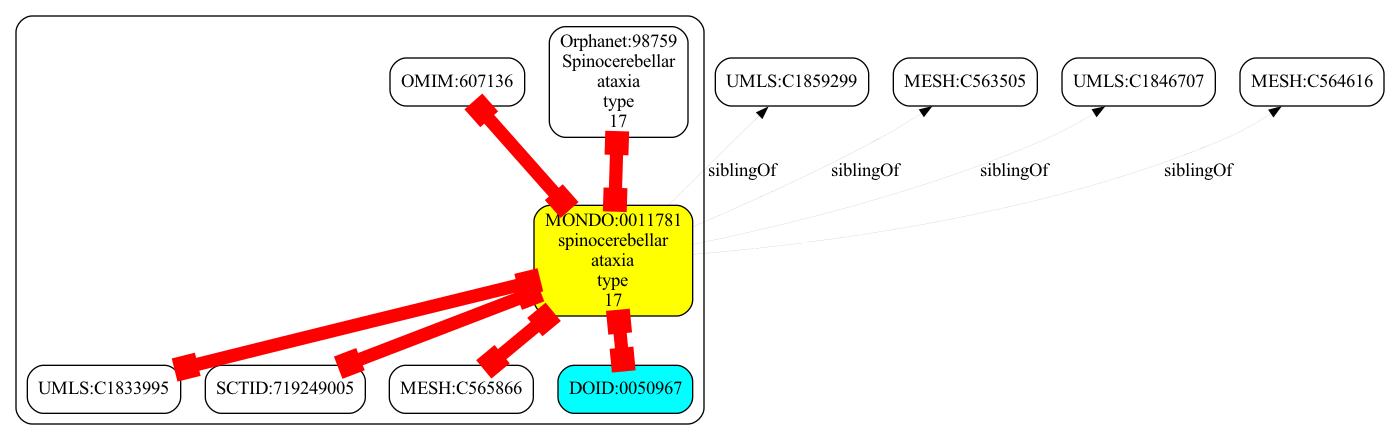 Orphanet:98759
Spinocerebellar
ataxia
type
17
OMIM:607136
UMLS:C1859299
MESH:C563505
UMLS:C1846707
MESH:C564616
siblingOf
siblingOf
siblingOf
siblingOf
MONDO:0011781
spinocerebellar
ataxia
type
17
UMLS:C1833995
SCTID:719249005
MESH:C565866
DOID:0050967